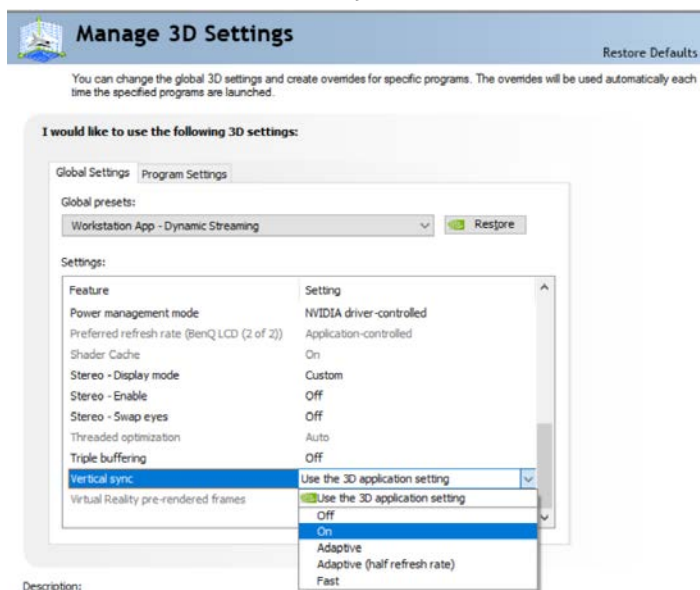 Manage 3D Settings
Restore Defaults
You can change the global 3D settings and create overrides for specific programs. The overrides will be used automatically each
time the specified programs are launched.
I would like to use the following 3D settings:
Global Settings Program Settings
Global presets:
Workstation App - Dynamic Streaming Restore
Settings:
Feature Setting
Power management mode NVIDIA driver-controlled
Preferred refresh rate (BenQ LCD (2 of 2)) Application-controlled
Shader Cache On
Stereo - Display mode Custom
Stereo - Enable Off
Stereo - Swap eyes Off
Threaded optimization Auto
Triple buffering Off
Vertical sync Use the 3D application setting
Virtual Reality pre-rendered frames Use the 3D application setting
Off
On
Adaptive
Adaptive (half refresh rate)
Fast
Description: